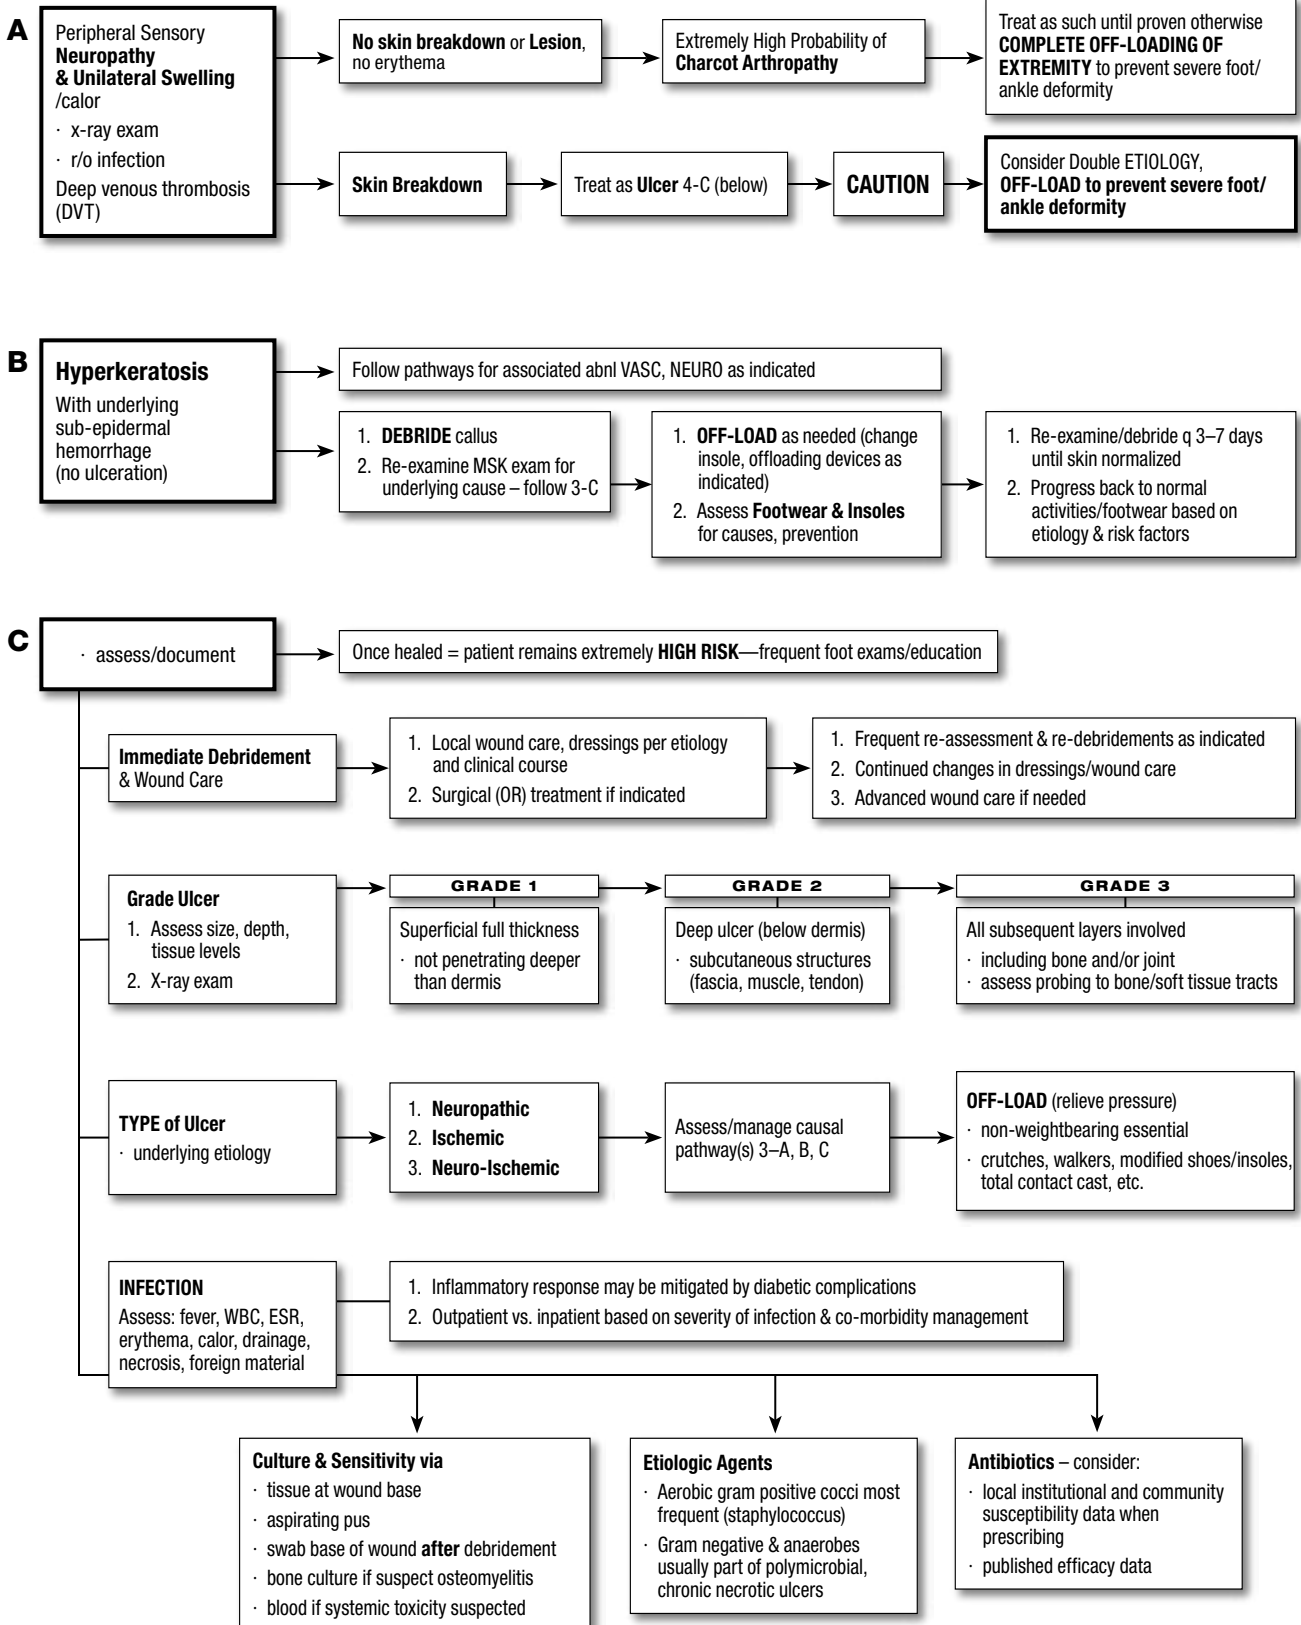 A
Peripheral Sensory
Neuropathy
& Unilateral Swelling
/calor
· x-ray exam
· r/o infection
Deep venous thrombosis
(DVT)
No skin breakdown or Lesion,
no erythema
Extremely High Probability of
Charcot Arthropathy
Treat as such until proven otherwise
COMPLETE OFF-LOADING OF
EXTREMITY to prevent severe foot/
ankle deformity
Skin Breakdown
Treat as Ulcer 4-C (below)
CAUTION
Consider Double ETIOLOGY,
OFF-LOAD to prevent severe foot/
ankle deformity
B
Hyperkeratosis
With underlying
sub-epidermal
hemorrhage
(no ulceration)
Follow pathways for associated abnl VASC, NEURO as indicated
1. DEBRIDE callus
2. Re-examine MSK exam for
underlying cause – follow 3-C
1. OFF-LOAD as needed (change
insole, offloading devices as
indicated)
2. Assess Footwear & Insoles
for causes, prevention
1. Re-examine/debride q 3–7 days
until skin normalized
2. Progress back to normal
activities/footwear based on
etiology & risk factors
C
· assess/document
Once healed = patient remains extremely HIGH RISK—frequent foot exams/education
Immediate Debridement
& Wound Care
1. Local wound care, dressings per etiology
and clinical course
2. Surgical (OR) treatment if indicated
1. Frequent re-assessment & re-debridements as indicated
2. Continued changes in dressings/wound care
3. Advanced wound care if needed
Grade Ulcer
1. Assess size, depth,
tissue levels
2. X-ray exam
GRADE 1
Superficial full thickness
· not penetrating deeper
than dermis
GRADE 2
Deep ulcer (below dermis)
· subcutaneous structures
(fascia, muscle, tendon)
GRADE 3
All subsequent layers involved
· including bone and/or joint
· assess probing to bone/soft tissue tracts
TYPE of Ulcer
· underlying etiology
1. Neuropathic
2. Ischemic
3. Neuro-Ischemic
Assess/manage causal
pathway(s) 3–A, B, C
OFF-LOAD (relieve pressure)
· non-weightbearing essential
· crutches, walkers, modified shoes/insoles,
total contact cast, etc.
INFECTION
Assess: fever, WBC, ESR,
erythema, calor, drainage,
necrosis, foreign material
1. Inflammatory response may be mitigated by diabetic complications
2. Outpatient vs. inpatient based on severity of infection & co-morbidity management
Culture & Sensitivity via
· tissue at wound base
· aspirating pus
· swab base of wound after debridement
· bone culture if suspect osteomyelitis
· blood if systemic toxicity suspected
Etiologic Agents
· Aerobic gram positive cocci most
frequent (staphylococcus)
· Gram negative & anaerobes
usually part of polymicrobial,
chronic necrotic ulcers
Antibiotics – consider:
· local institutional and community
susceptibility data when
prescribing
· published efficacy data